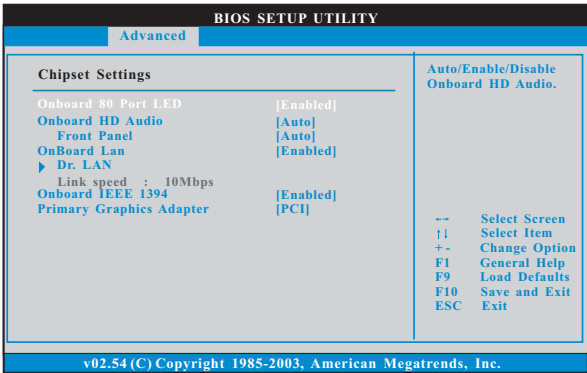 BIOS SETUP UTILITY
Advanced
Chipset Settings
Onboard 80 Port LED [Enabled]
Onboard HD Audio [Auto]
Front Panel [Auto]
OnBoard Lan [Enabled]
Dr. LAN
Link speed : 10Mbps
Onboard IEEE 1394 [Enabled]
Primary Graphics Adapter [PCI]
Auto/Enable/Disable
Onboard HD Audio.
←→ Select Screen
↑↓ Select Item
+ - Change Option
F1 General Help
F9 Load Defaults
F10 Save and Exit
ESC Exit
v02.54 (C) Copyright 1985-2003, American Megatrends, Inc.